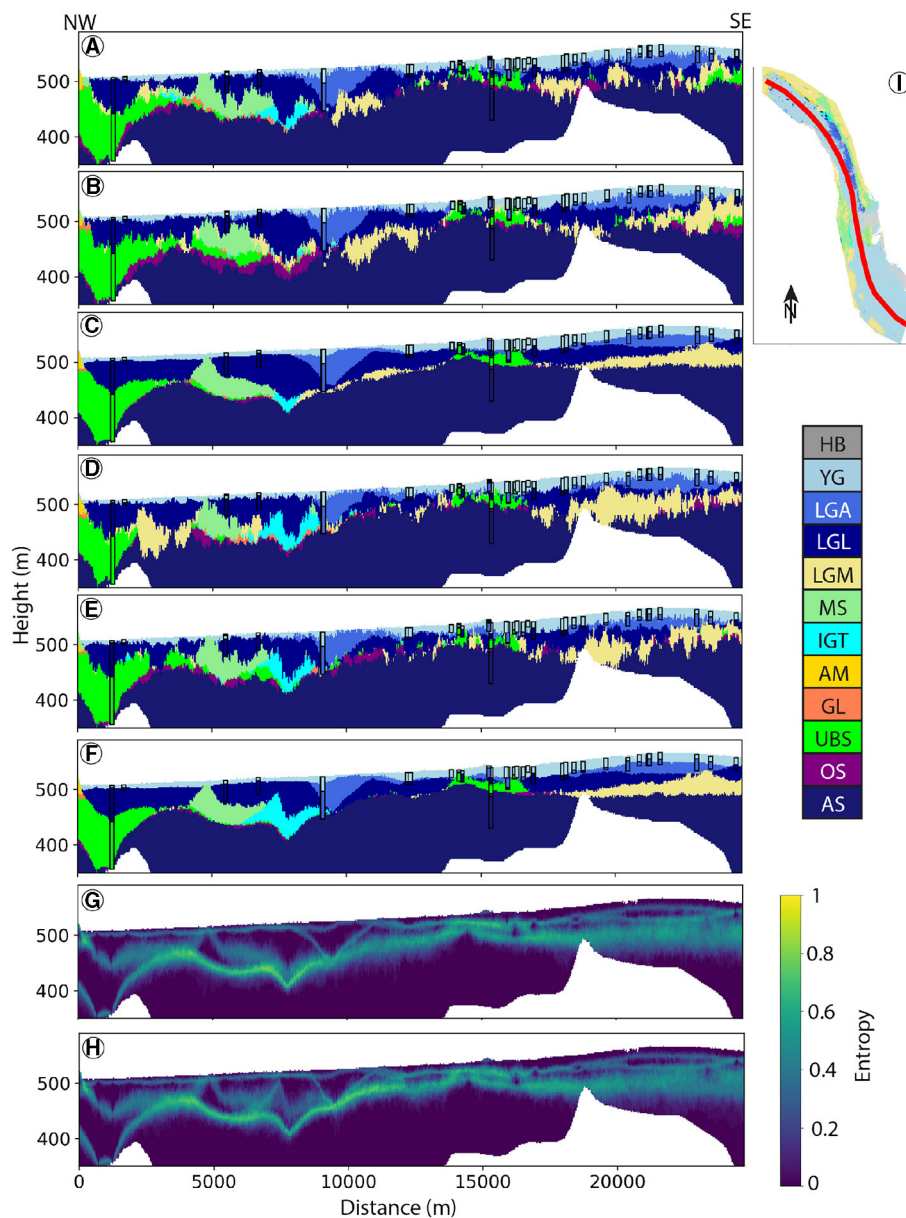 NW
SE
A
500
400
B
500
400
C
500
400
D
500
400
E
500
400
F
500
400
G
500
400
H
500
400
Height (m)
0
5000
10000
15000
20000
Distance (m)
I
N
HB
YG
LGA
LGL
LGM
MS
IGT
AM
GL
UBS
OS
AS
1
0.8
0.6
0.4
0.2
0
Entropy